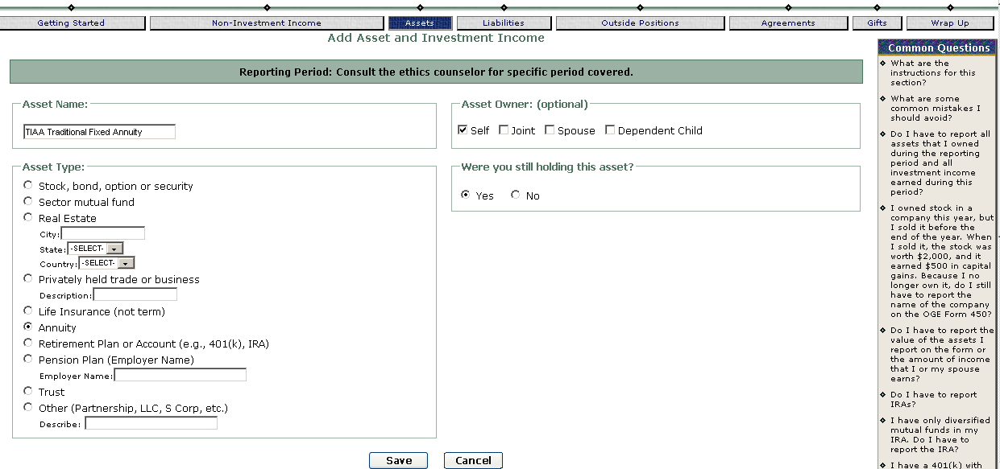 Getting Started
Non-Investment Income
Assets
Liabilities
Outside Positions
Agreements
Gifts
Wrap Up
Add Asset and Investment Income
Reporting Period: Consult the ethics counselor for specific period covered.
Asset Name:
TIAA Traditional Fixed Annuity
Asset Owner: (optional)
Self
Joint
Spouse
Dependent Child
Asset Type:
Stock, bond, option or security
Sector mutual fund
Real Estate
City:
State: -SELECT-
Country: -SELECT-
Privately held trade or business
Description:
Life Insurance (not term)
Annuity
Retirement Plan or Account (e.g., 401(k), IRA)
Pension Plan (Employer Name)
Employer Name:
Trust
Other (Partnership, LLC, S Corp, etc.)
Describe:
Were you still holding this asset?
Yes
No
Save
Cancel
Common Questions
What are the
instructions for this
section?
What are some
common mistakes I
should avoid?
Do I have to report all
assets that I owned
during the reporting
period and all
investment income
earned during this
period?
I owned stock in a
company this year, but
I sold it before the
end of the year. When
I sold it, the stock was
worth $2,000, and it
earned $500 in capital
gains. Because I no
longer own it, do I still
have to report the
name of the company
on the OGE Form 450?
Do I have to report the
value of the assets I
report on the form or
the amount of income
that I or my spouse
earns?
Do I have to report
IRAs?
I have only diversified
mutual funds in my
IRA. Do I have to
report the IRA?
I have a 401(k) with